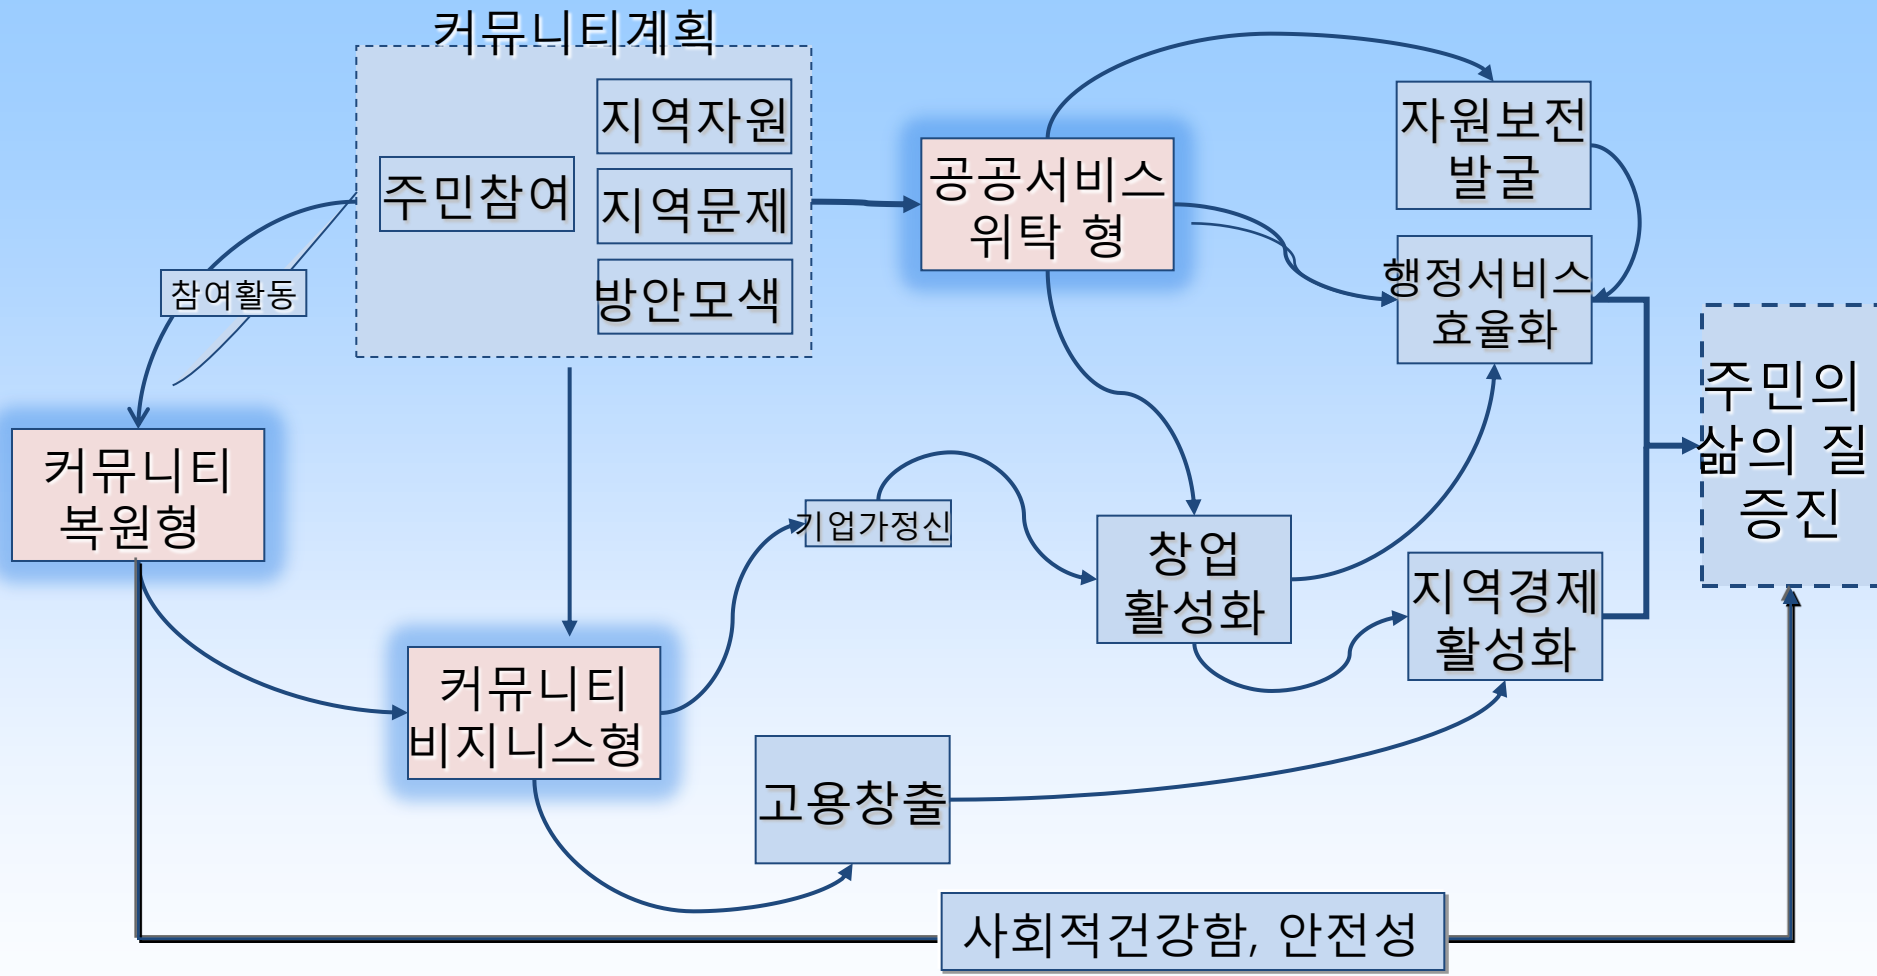 커뮤니티계획
지역자원
주민참여
지역문제
방안모색
참여활동
공공서비스
위탁 형
자원보전
발굴
행정서비스
효율화
주민의
삶의 질
증진
커뮤니티
복원형
기업가정신
창업
활성화
지역경제
활성화
커뮤니티
비지니스형
고용창출
사회적건강함, 안전성